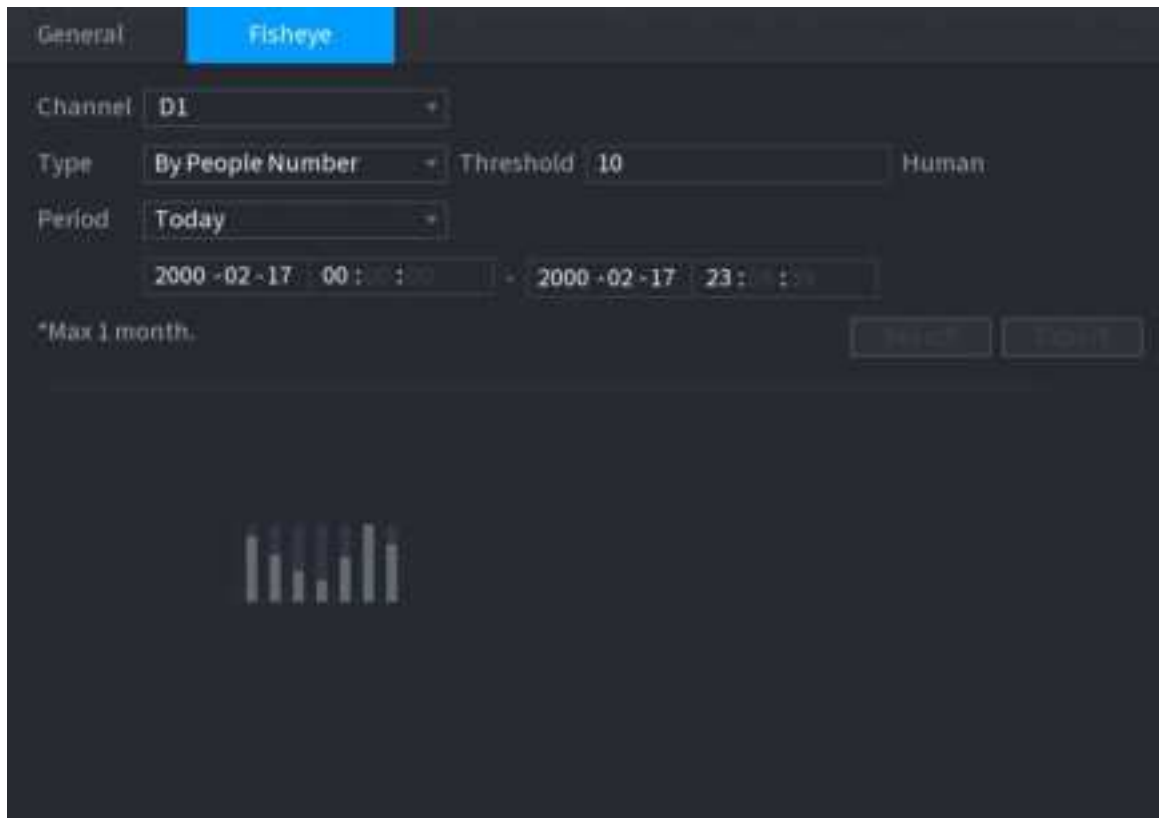 General Fisheye
Channel D1
Type By People Number Threshold 10 Human
Period Today
2000 -02 -17 00 : : - 2000 -02 -17 23 : :
*Max 1 month.